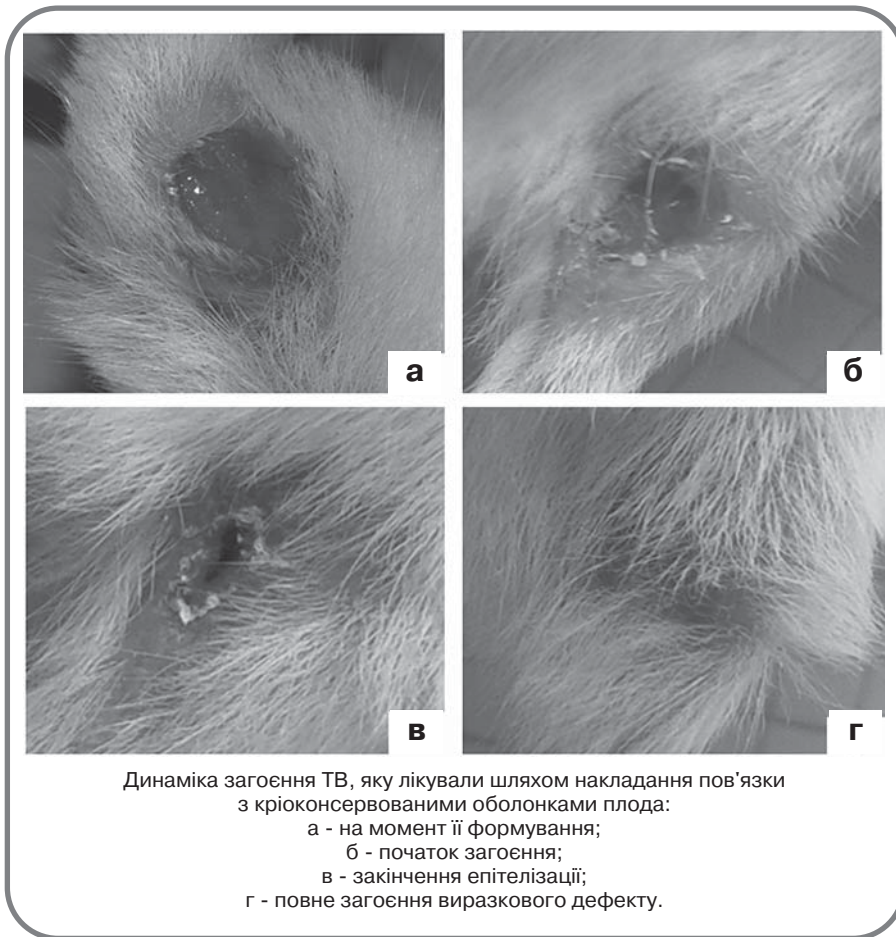 а
б
в
г
Динаміка загоєння ТВ, яку лікували шляхом накладання пов'язки
з кріоконсервованими оболонками плода:
а - на момент її формування;
б - початок загоєння;
в - закінчення епітелізації;
г - повне загоєння виразкового дефекту.